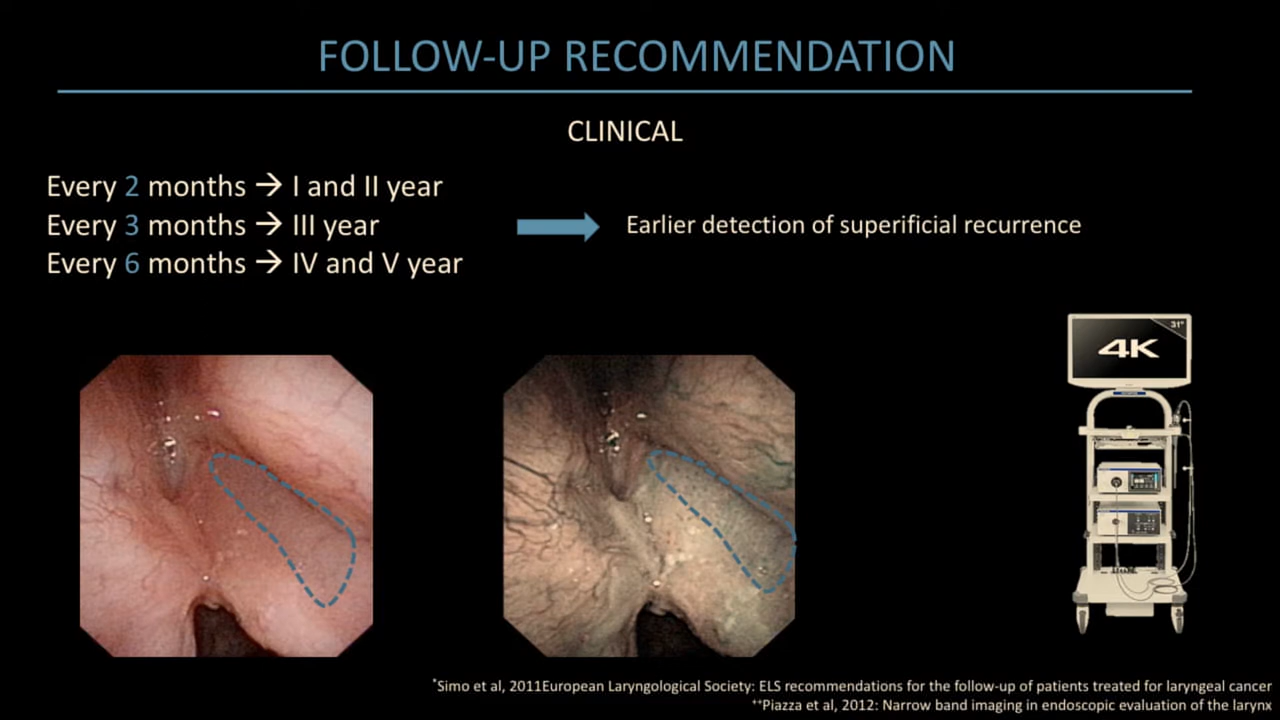 FOLLOW-UP RECOMMENDATION
CLINICAL
Every 2 months → I and II year
Every 3 months → III year
Every 6 months → IV and V year
Earlier detection of superificial recurrence
31"
4K
*Simo et al, 2011European Laryngological Society: ELS recommendations for the follow-up of patients treated for laryngeal cancer
**Piazza et al, 2012: Narrow band imaging in endoscopic evaluation of the larynx